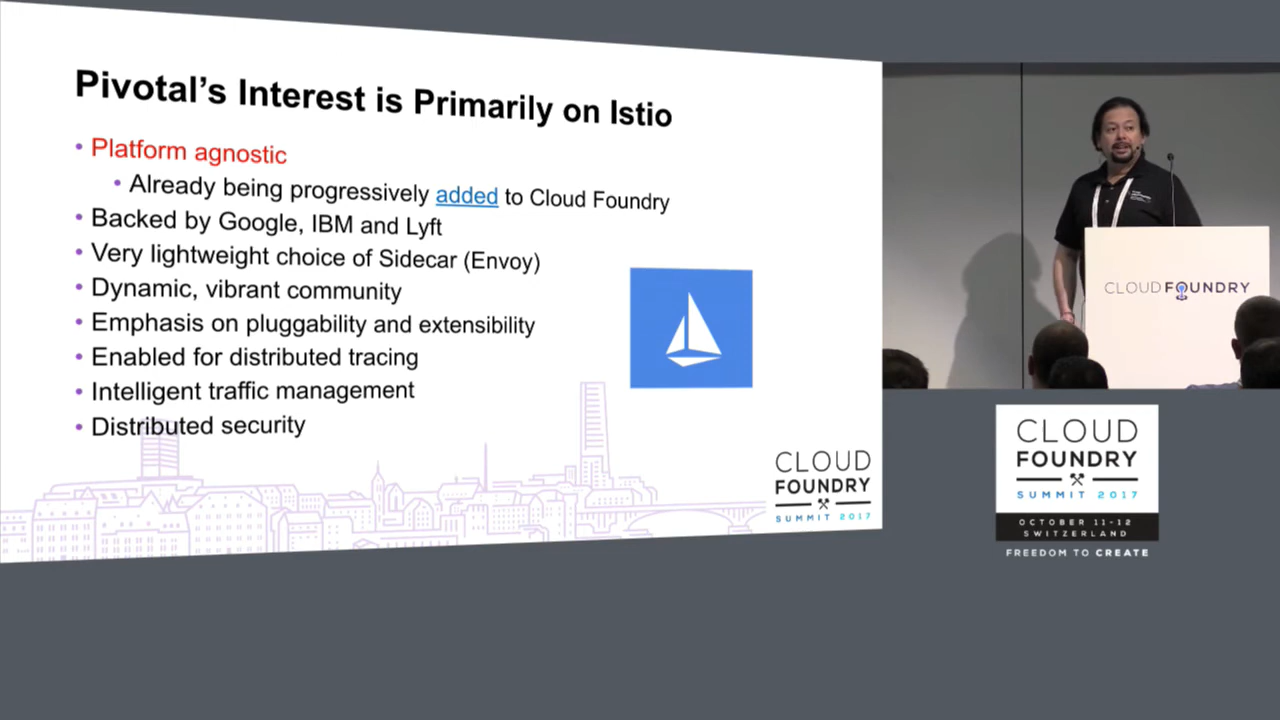 Pivotal's Interest is Primarily on Istio
• Platform agnostic
• Already being progressively added to Cloud Foundry
• Backed by Google, IBM and Lyft
• Very lightweight choice of Sidecar (Envoy)
• Dynamic, vibrant community
• Emphasis on pluggability and extensibility
• Enabled for distributed tracing
• Intelligent traffic management
• Distributed security
CLOUD
FOUNDRY
SUMMIT 2017
CLOUD FOUNDRY
CLOUD
FOUNDRY
SUMMIT 2017
OCTOBER 11-12
SWITZERLAND
FREEDOM TO CREATE